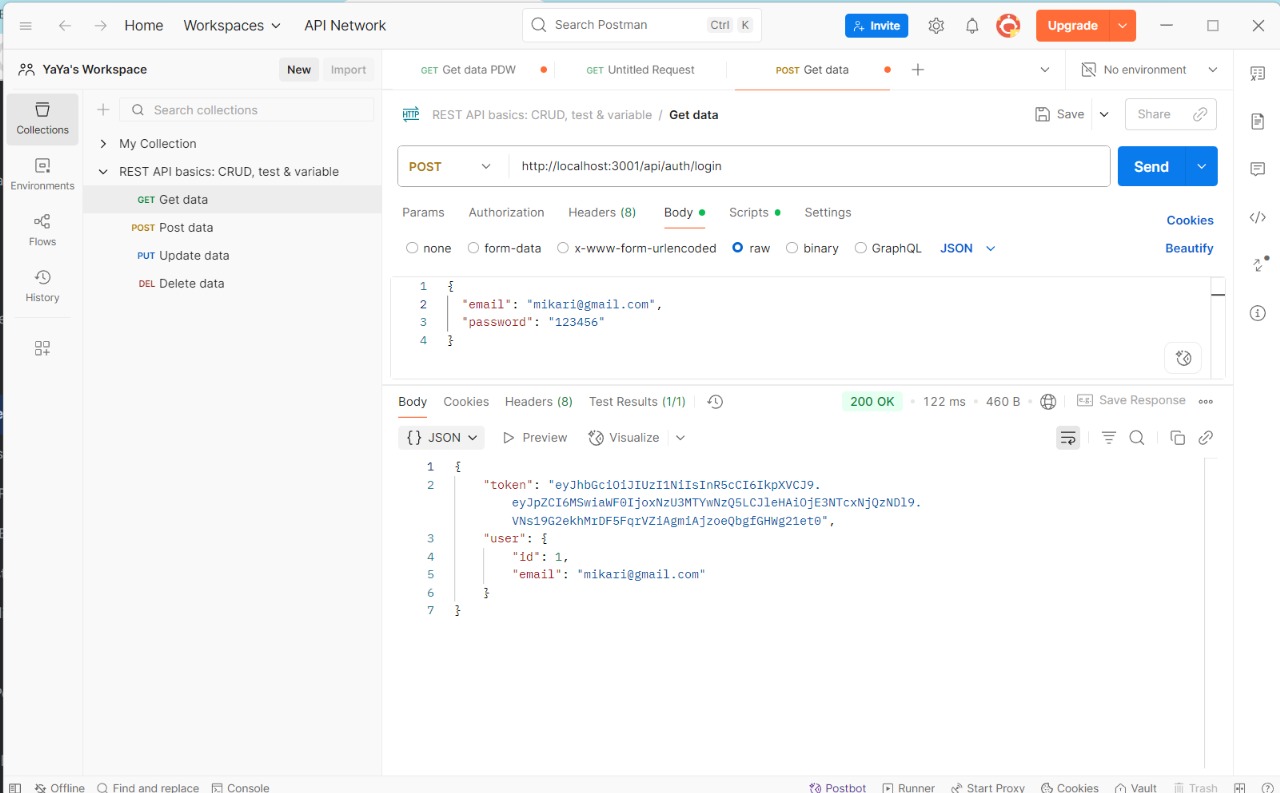 Home Workspaces API Network Search Postman Ctrl K Invite Upgrade
YaYa's Workspace New Import GET Get data PDW GET Untitled Request POST Get data No environment
Collections
Environments
Flows
History
Search collections
My Collection
REST API basics: CRUD, test & variable
GET Get data
POST Post data
PUT Update data
DEL Delete data
HTTP REST API basics: CRUD, test & variable / Get data Save Share
POST http://localhost:3001/api/auth/login Send
Params Authorization Headers (8) Body Scripts Settings Cookies
none form-data x-www-form-urlencoded raw binary GraphQL JSON Beautify
1 {
2 "email": "mikari@gmail.com",
3 "password": "123456"
4 }
Body Cookies Headers (8) Test Results (1/1) 200 OK 122 ms 460 B Save Response
{} JSON Preview Visualize
1 {
2 "token": "eyJhbGciOiJIUzI1NiIsInR5cCI6IkpXVCJ9.
eyJpZCI6MSwiaWF0IjoxNzU3MTYwNzQ5LCJleHAiOjE3NTcxNjQzNDl9.
VNs19G2ekhMrDF5FqrVZiAgmiAjzoeQbgfGHWg21et0",
3 "user": {
4 "id": 1,
5 "email": "mikari@gmail.com"
6 }
7 }
Offline Find and replace Console Postbot Runner Start Proxy Cookies Vault Trash